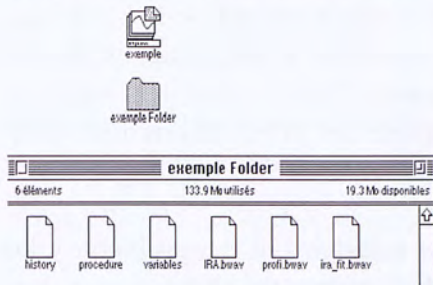 exemple
exemple Folder
exemple Folder
6 éléments 133.9 Mo utilisés 19.3 Mo disponibles
history procedure variables IRA.bwav profi.bwav ira_fit.bwav